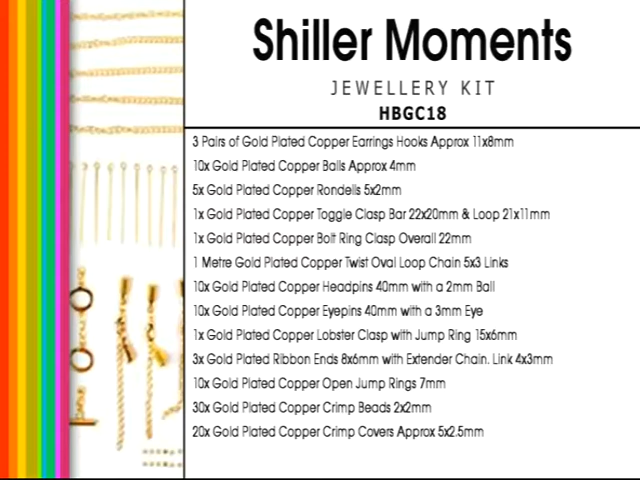 Shiller Moments
JEWELLERY KIT
HBGC18
3 Pairs of Gold Plated Copper Earrings Hooks Approx 11x8mm
10x Gold Plated Copper Balls Approx 4mm
5x Gold Plated Copper Rondells 5x2mm
1x Gold Plated Copper Toggle Clasp Bar 22x20mm & Loop 21x11mm
1x Gold Plated Copper Bolt Ring Clasp Overall 22mm
1 Metre Gold Plated Copper Twist Oval Loop Chain 5x3 Links
10x Gold Plated Copper Headpins 40mm with a 2mm Ball
10x Gold Plated Copper Eyepins 40mm with a 3mm Eye
1x Gold Plated Copper Lobster Clasp with Jump Ring 15x6mm
3x Gold Plated Ribbon Ends 8x6mm with Extender Chain. Link 4x3mm
10x Gold Plated Copper Open Jump Rings 7mm
30x Gold Plated Copper Crimp Beads 2x2mm
20x Gold Plated Copper Crimp Covers Approx 5x2.5mm